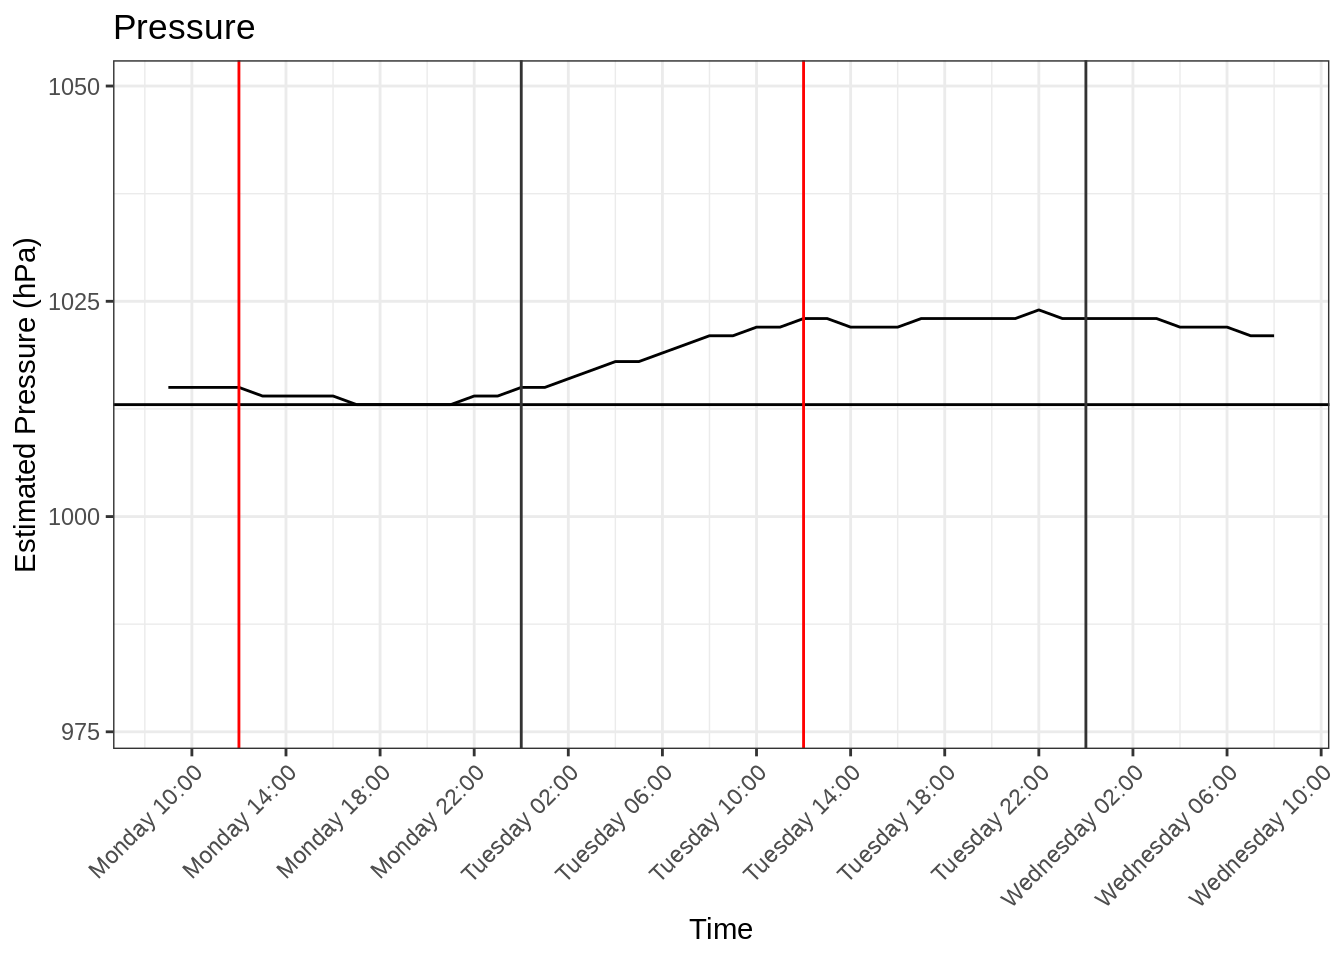 Pressure
Estimated Pressure (hPa)
1050
1025
1000
975
Monday 10:00
Monday 14:00
Monday 18:00
Monday 22:00
Tuesday 02:00
Tuesday 06:00
Tuesday 10:00
Tuesday 14:00
Tuesday 18:00
Tuesday 22:00
Wednesday 02:00
Wednesday 06:00
Wednesday 10:00
Time